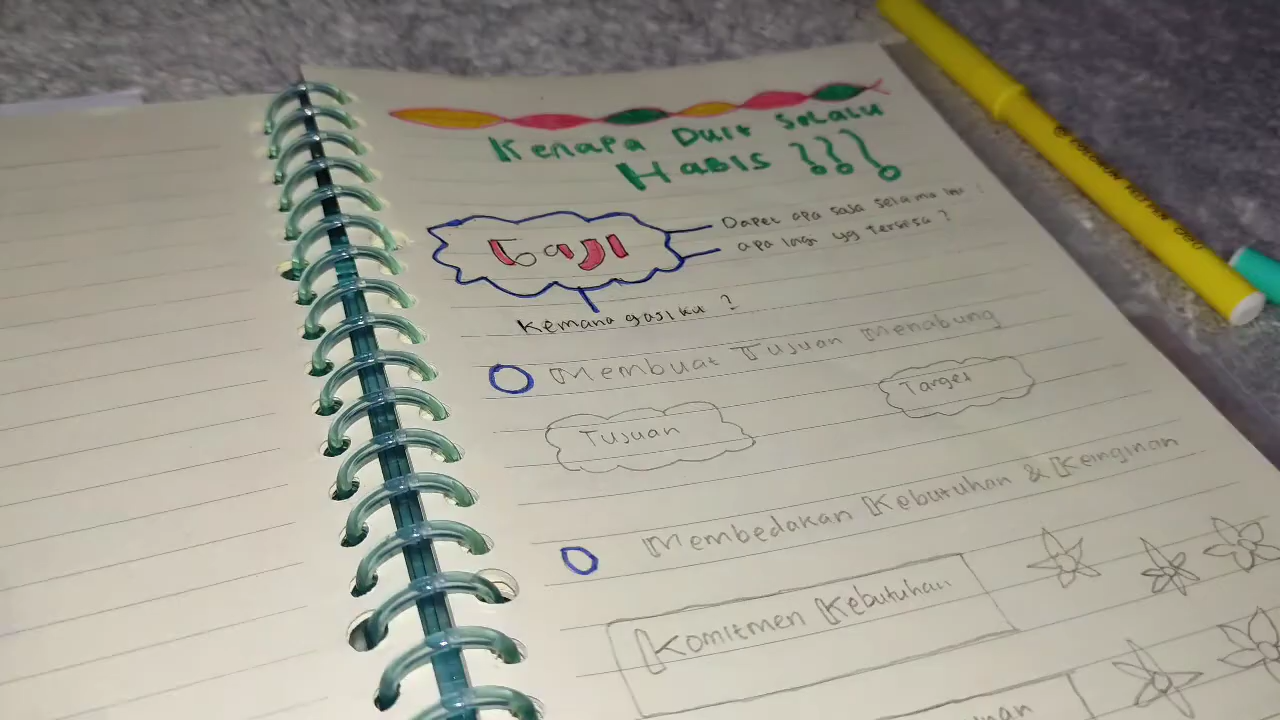 Kenapa Duit Selalu
Habis ???
Gaji
Dapet apa saja selama ini ?
apa lagi yg tersisa ?
Kemana gajiku ?
Membuat Tujuan Menabung
Tujuan
Target
Membedakan Kebutuhan & Keinginan
Komitmen Kebutuhan